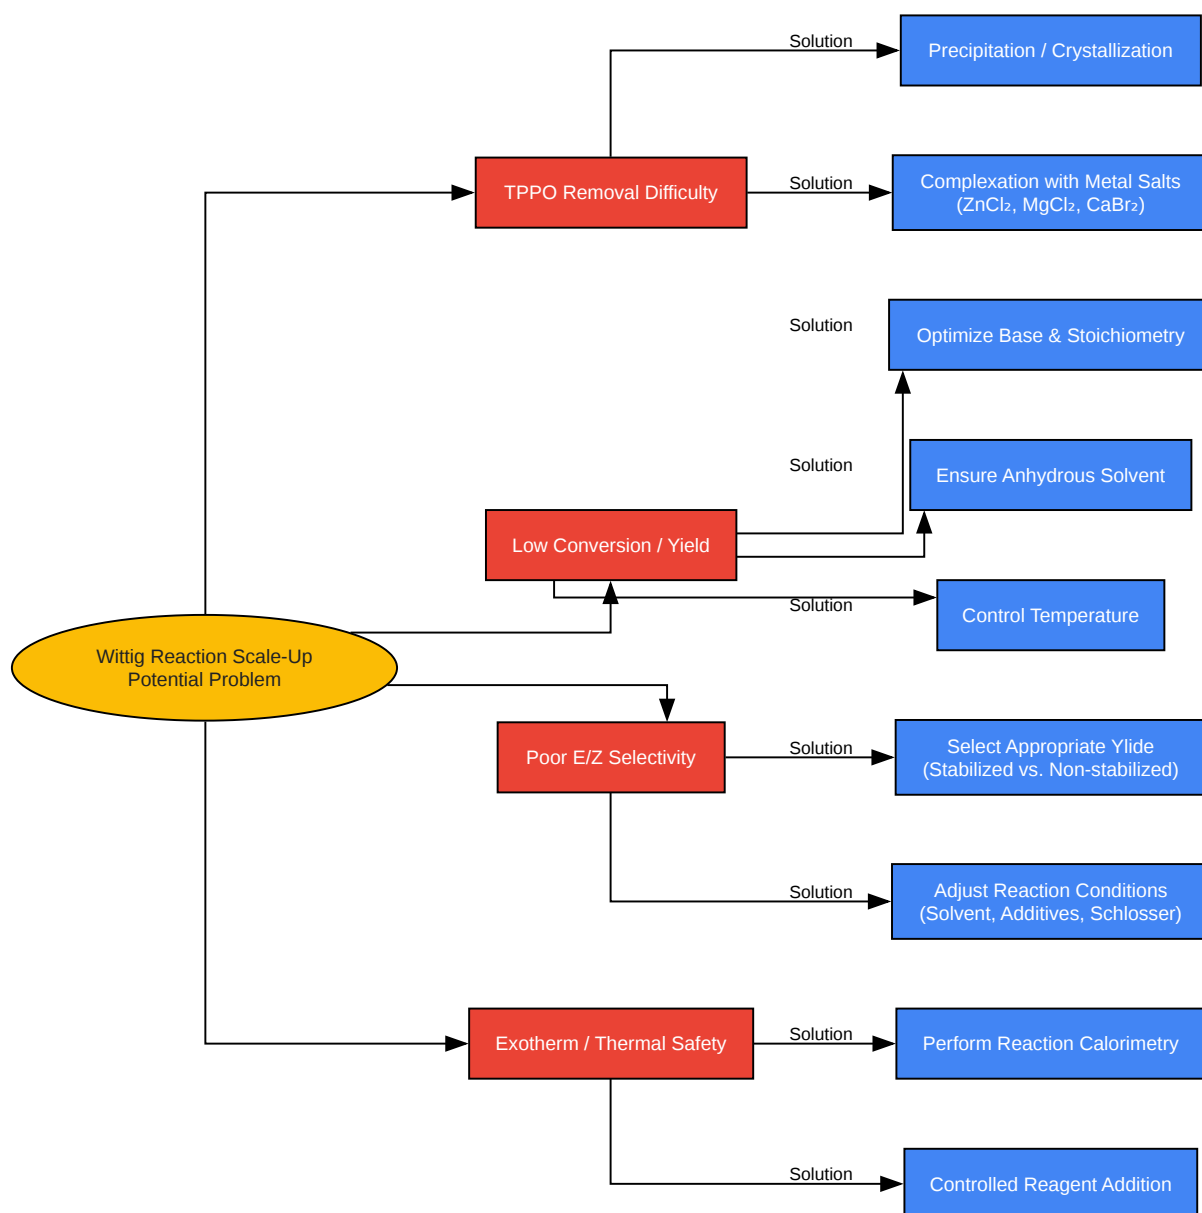 Solution
Precipitation / Crystallization
TPPO Removal Difficulty
Solution
Complexation with Metal Salts
(ZnCl₂, MgCl₂, CaBr₂)
Solution
Optimize Base & Stoichiometry
Solution
Ensure Anhydrous Solvent
Low Conversion / Yield
Solution
Control Temperature
Wittig Reaction Scale-Up
Potential Problem
Poor E/Z Selectivity
Solution
Select Appropriate Ylide
(Stabilized vs. Non-stabilized)
Solution
Adjust Reaction Conditions
(Solvent, Additives, Schlosser)
Exotherm / Thermal Safety
Solution
Perform Reaction Calorimetry
Solution
Controlled Reagent Addition